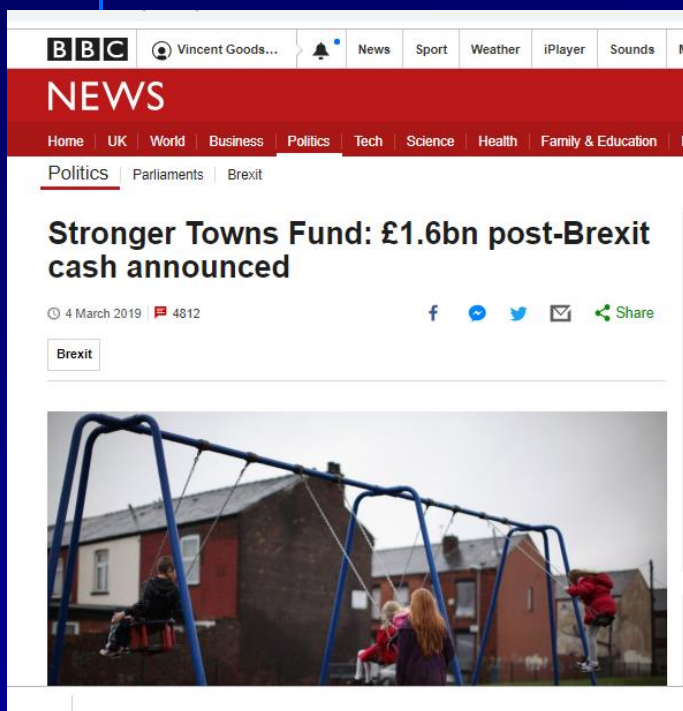 BBC Vincent Goods... News Sport Weather iPlayer Sounds
NEWS
Home UK World Business Politics Tech Science Health Family & Education
Politics Parliaments Brexit
Stronger Towns Fund: £1.6bn post-Brexit
cash announced
4 March 2019 4812 Share
Brexit